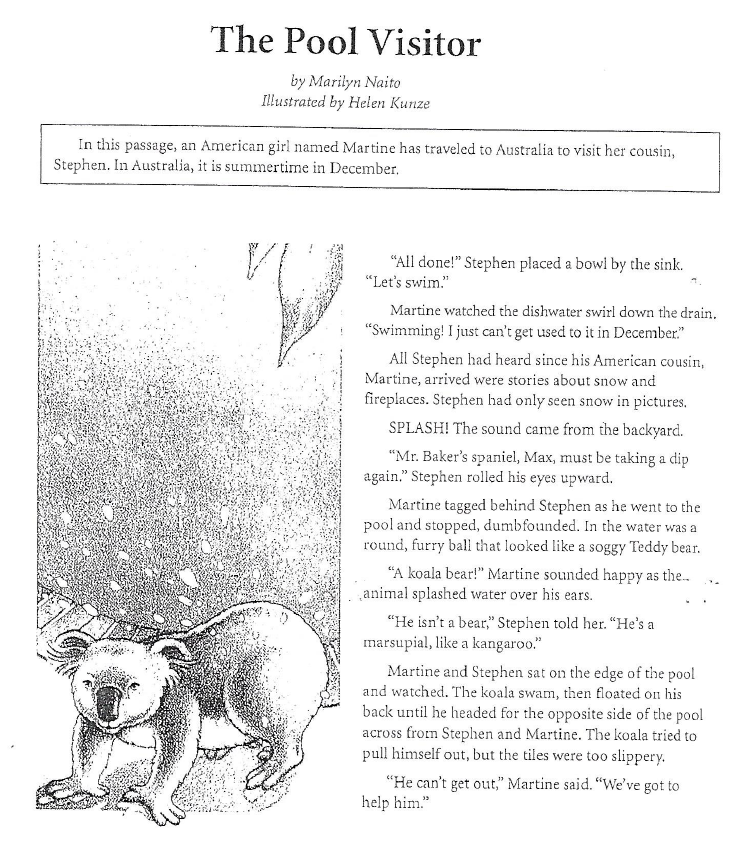 The Pool Visitor
by Marilyn Naito
Illustrated by Helen Kunze
In this passage, an American girl named Martine has traveled to Australia to visit her cousin,
Stephen. In Australia, it is summertime in December.
“All done!” Stephen placed a bowl by the sink.
“Let's swim.”
Martine watched the dishwater swirl down the drain.
“Swimming! I just can't get used to it in December.”
All Stephen had heard since his American cousin,
Martine, arrived were stories about snow and
fireplaces. Stephen had only seen snow in pictures.
SPLASH! The sound came from the backyard.
“Mr. Baker's spaniel, Max, must be taking a dip
again.” Stephen rolled his eyes upward.
Martine tagged behind Stephen as he went to the
pool and stopped, dumbfounded. In the water was a
round, furry ball that looked like a soggy Teddy bear.
“A koala bear!” Martine sounded happy as the
animal splashed water over his ears.
“He isn't a bear,” Stephen told her. “He's a
marsupial, like a kangaroo.”
Martine and Stephen sat on the edge of the pool
and watched. The koala swam, then floated on his
back until he headed for the opposite side of the pool
across from Stephen and Martine. The koala tried to
pull himself out, but the tiles were too slippery.
“He can't get out,” Martine said. “We've got to
help him.”